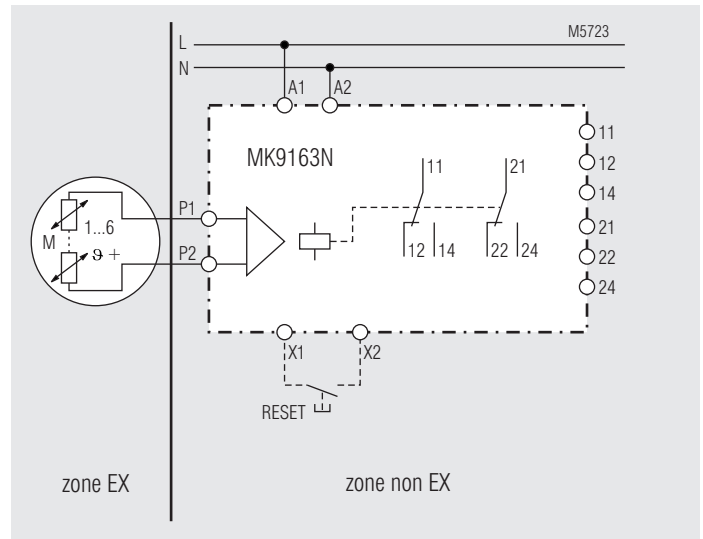 M5723
L
N
A1 A2
MK9163N
11 21
11
12
14
21
22
24
P1
P2
M
1...6
ϑ +
12 14 22 24
X1 X2
RESET
zone EX
zone non EX